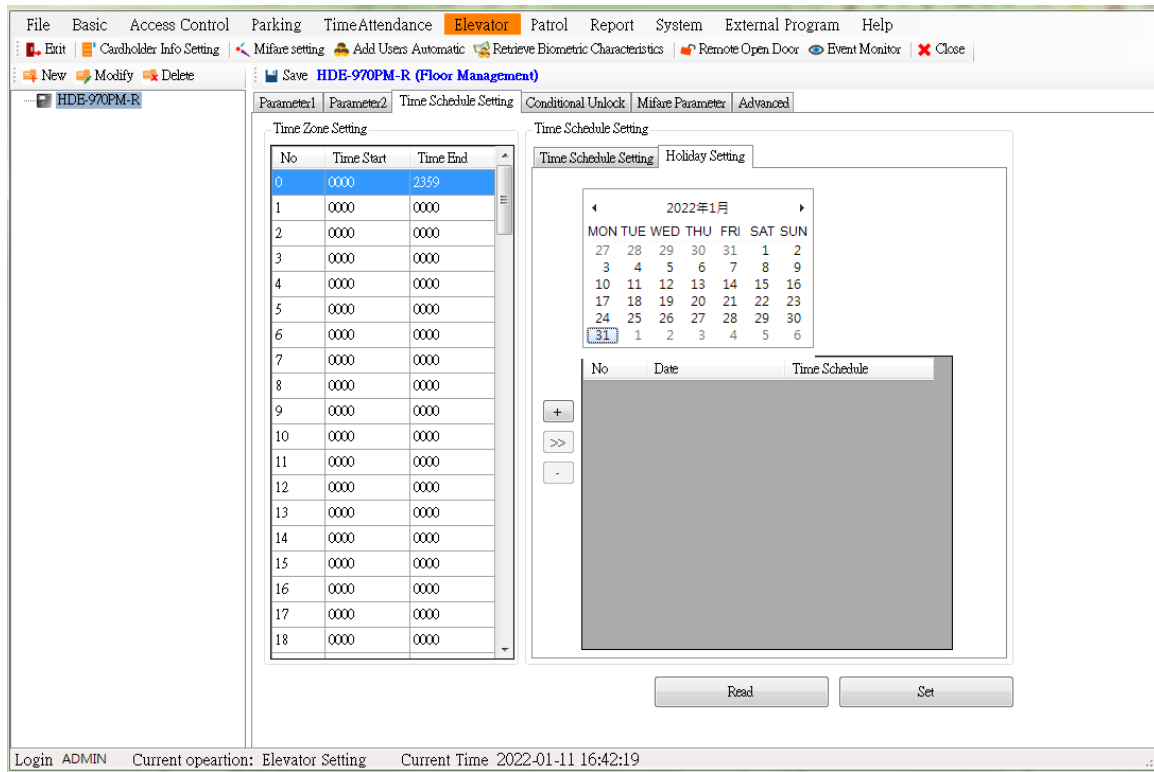 File Basic Access Control Parking TimeAttendance Elevator Patrol Report System External Program Help
Exit Cardholder Info Setting Mifare setting Add Users Automatic Retrieve Biometric Characteristics Remote Open Door Event Monitor Close
New Modify Delete Save HDE-970PM-R (Floor Management)
HDE-970PM-R
Parameter1 Parameter2 Time Schedule Setting Conditional Unlock Mifare Parameter Advanced
Time Zone Setting
No Time Start Time End
0 0000 2359
1 0000 0000
2 0000 0000
3 0000 0000
4 0000 0000
5 0000 0000
6 0000 0000
7 0000 0000
8 0000 0000
9 0000 0000
10 0000 0000
11 0000 0000
12 0000 0000
13 0000 0000
14 0000 0000
15 0000 0000
16 0000 0000
17 0000 0000
18 0000 0000
Time Schedule Setting
Time Schedule Setting Holiday Setting
2022年1月
MON TUE WED THU FRI SAT SUN
27 28 29 30 31 1 2
3 4 5 6 7 8 9
10 11 12 13 14 15 16
17 18 19 20 21 22 23
24 25 26 27 28 29 30
31 1 2 3 4 5 6
No Date Time Schedule
+
>>
-
Read Set
Login ADMIN Current opeartion: Elevator Setting Current Time 2022-01-11 16:42:19